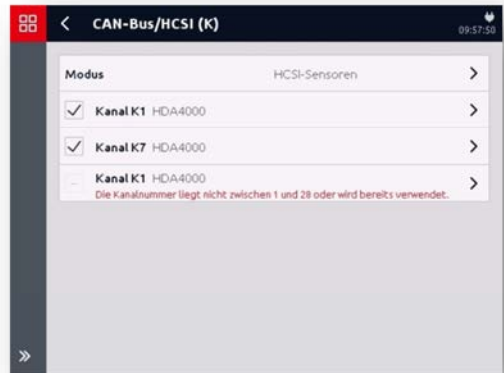 CAN-Bus/HCSI (K)
09:57:50
Modus HCSI-Sensoren
Kanal K1 HDA4000
Kanal K7 HDA4000
Kanal K1 HDA4000
Die Kanalnummer liegt nicht zwischen 1 und 28 oder wird bereits verwendet.